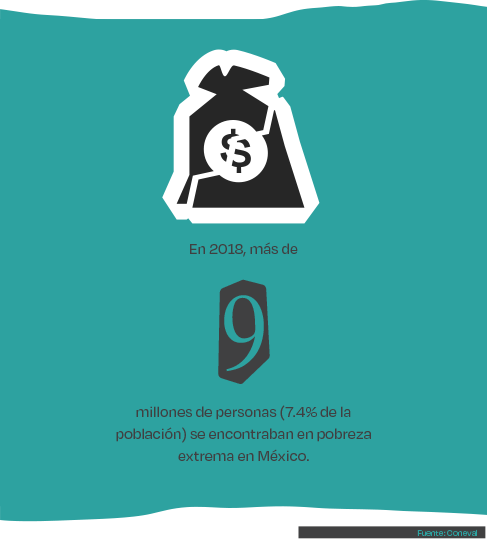 $
En 2018, más de
9
millones de personas (7.4% de la
población) se encontraban en pobreza
extrema en México.
Fuente: Coneval